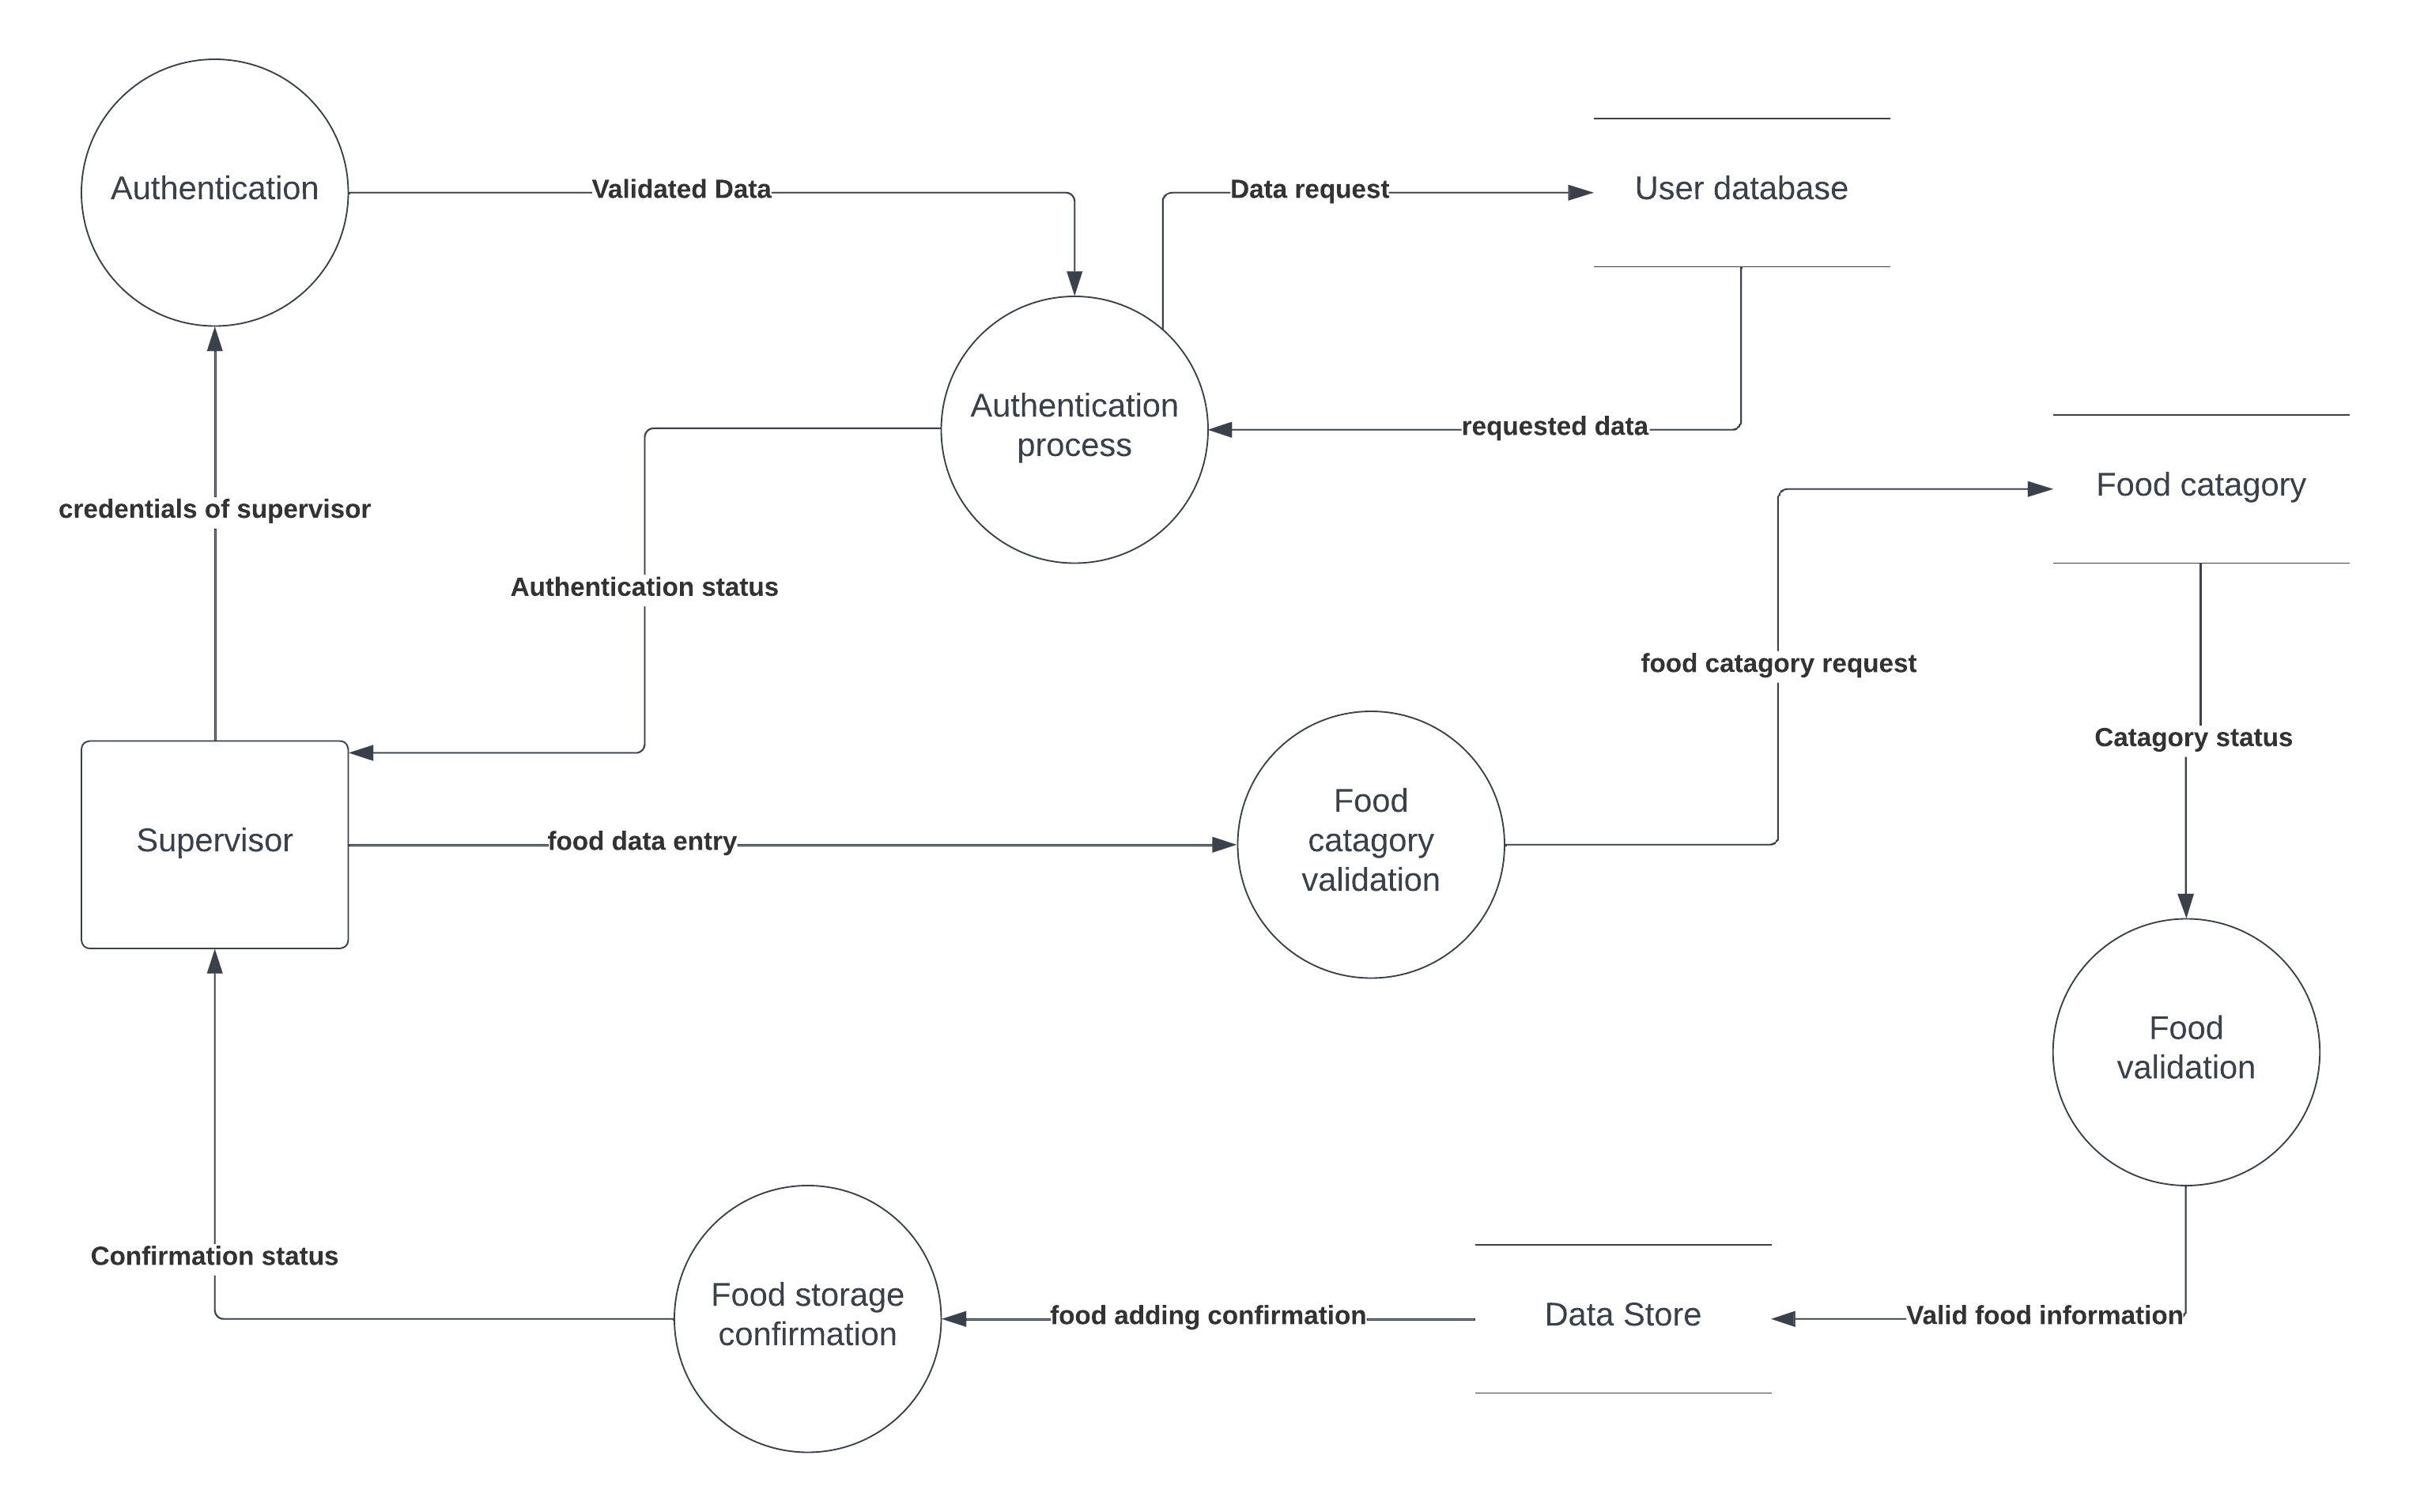 Authentication
Validated Data
Data request
User database
Authentication
process
requested data
Food catagory
credentials of supervisor
Authentication status
food catagory request
Catagory status
Supervisor
food data entry
Food
catagory
validation
Food
validation
Confirmation status
Food storage
confirmation
food adding confirmation
Data Store
Valid food information